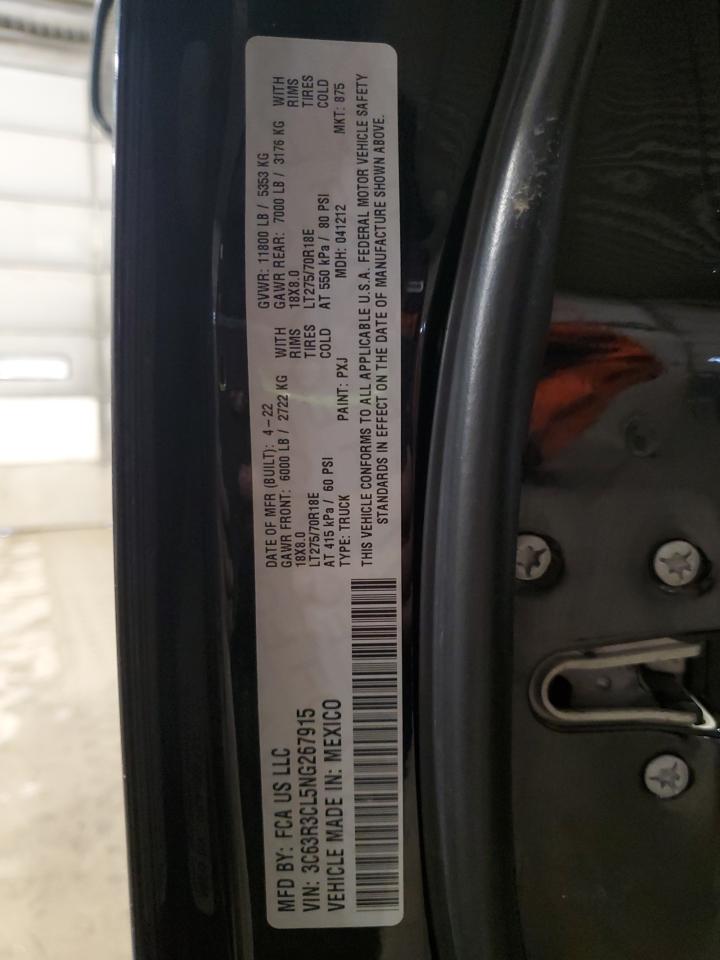 MFD BY: FCA US LLC
VIN: 3C63R3CL5NG267915
VEHICLE MADE IN: MEXICO
DATE OF MFR (BUILT): 4-22 GVWR: 11800 LB / 5353 KG
GAWR FRONT: 6000 LB / 2722 KG WITH GAWR REAR: 7000 LB / 3176 KG WITH
18X8.0 RIMS 18X8.0 RIMS
LT275/70R18E TIRES LT275/70R18E TIRES
AT 415 kPa / 60 PSI COLD AT 550 kPa / 80 PSI COLD
TYPE: TRUCK PAINT: PXJ MDH: 041212 MKT: 875
THIS VEHICLE CONFORMS TO ALL APPLICABLE U.S.A. FEDERAL MOTOR VEHICLE SAFETY
STANDARDS IN EFFECT ON THE DATE OF MANUFACTURE SHOWN ABOVE.